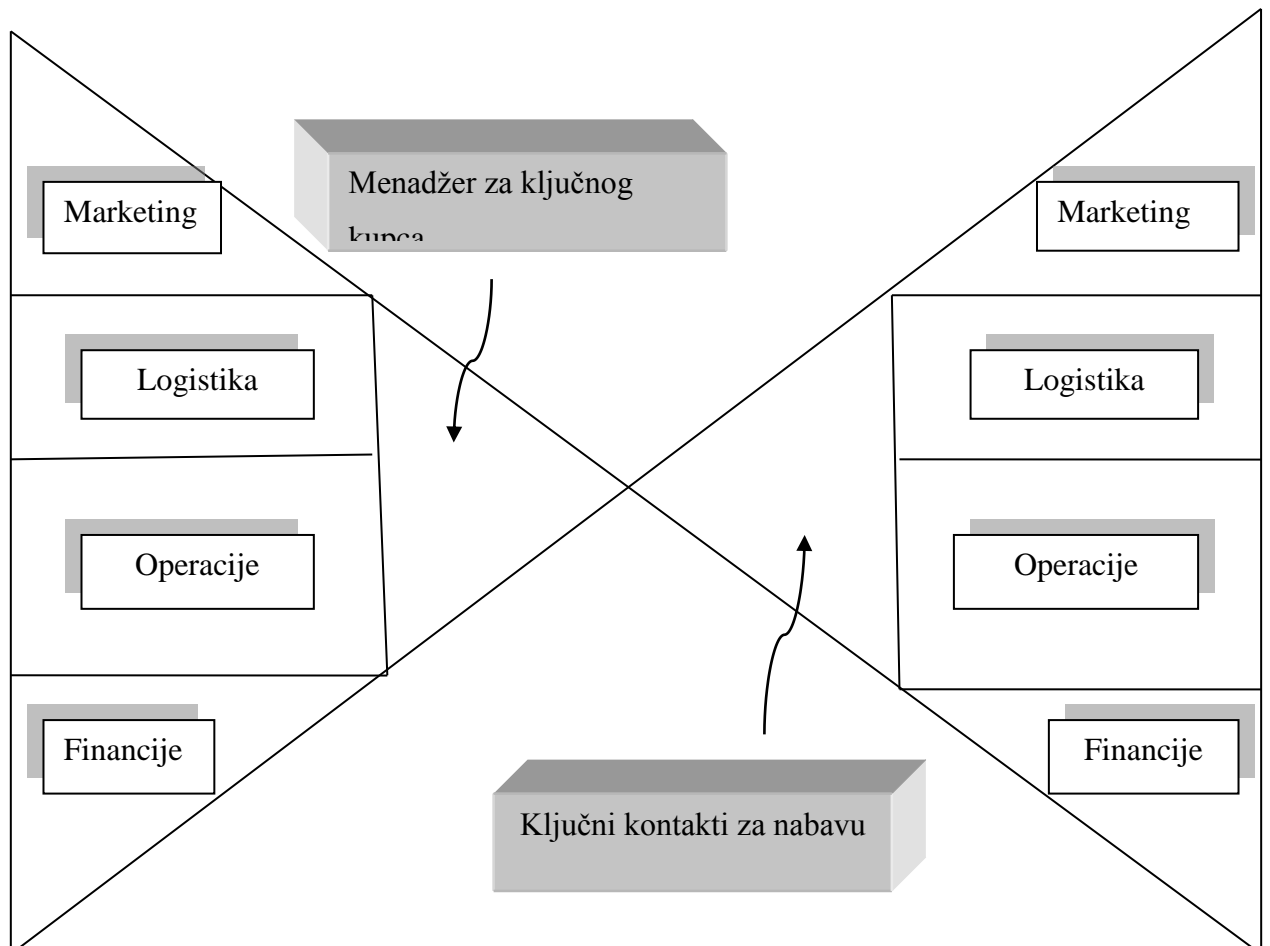 Menadžer za ključnog
kupca
Marketing
Marketing
Logistika
Logistika
Operacije
Operacije
Financije
Financije
Ključni kontakti za nabavu